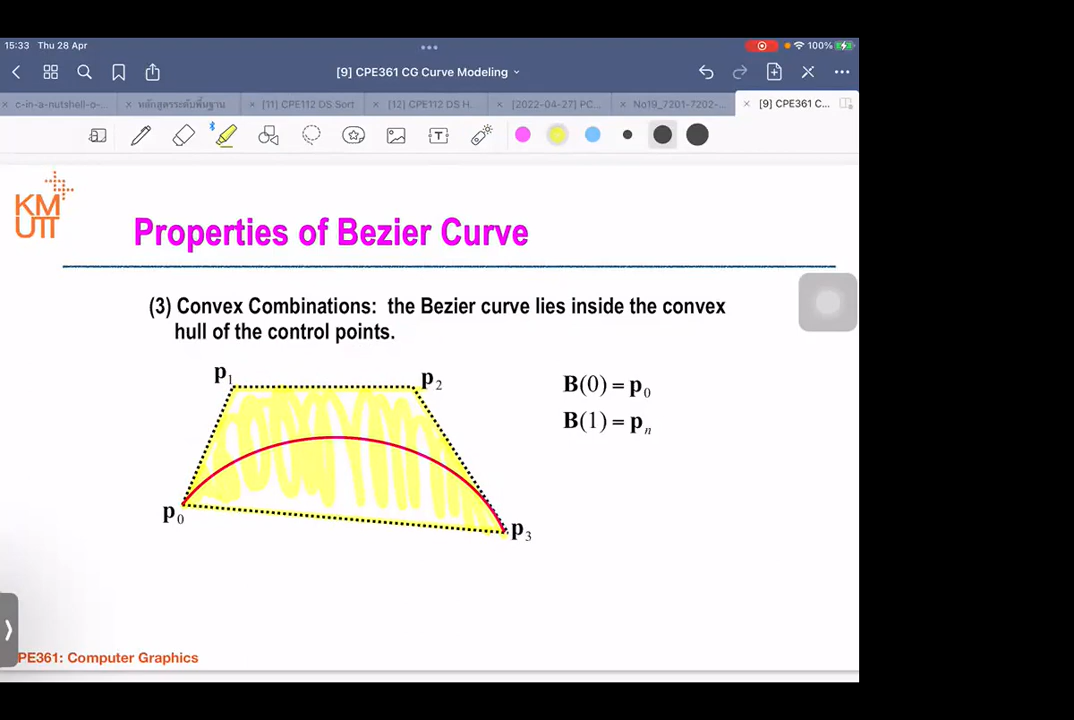 15:33 Thu 28 Apr
100%
[9] CPE361 CG Curve Modeling
c-in-a-nutshell-o-...
หลักสูตรระดับพื้นฐาน
[11] CPE112 DS Sort
[12] CPE112 DS H...
[2022-04-27] PC...
No19_7201-7202-...
[9] CPE361 C...
T
KM
UTT
Properties of Bezier Curve
(3) Convex Combinations: the Bezier curve lies inside the convex
hull of the control points.
p1
p2
B(0) = p0
B(1) = pn
p0
p3
PE361: Computer Graphics